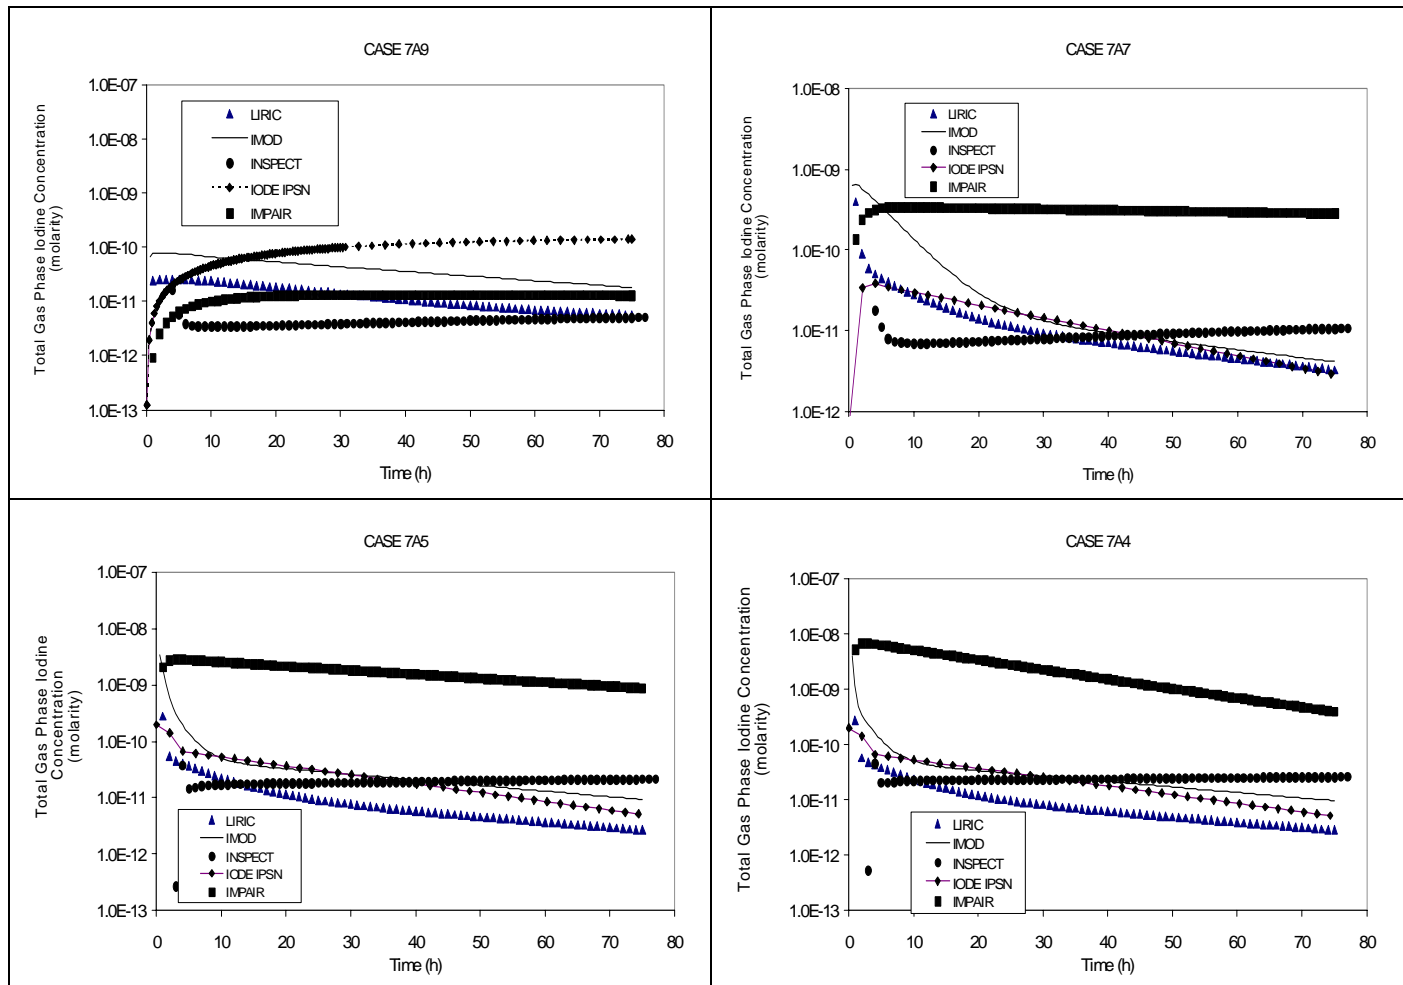 CASE 7A9
Total Gas Phase Iodine Concentration
(molarity)
1.0E-07
1.0E-08
1.0E-09
1.0E-10
1.0E-11
1.0E-12
1.0E-13
LIRIC
IMOD
INSPECT
IODE IPSN
IMPAIR
0 10 20 30 40 50 60 70 80
Time (h)
CASE 7A7
Total Gas Phase Iodine Concentration
(molarity)
1.0E-08
1.0E-09
1.0E-10
1.0E-11
1.0E-12
LIRIC
IMOD
INSPECT
IODE IPSN
IMPAIR
0 10 20 30 40 50 60 70 80
Time (h)
CASE 7A5
Total Gas Phase Iodine
Concentration
(molarity)
1.0E-07
1.0E-08
1.0E-09
1.0E-10
1.0E-11
1.0E-12
1.0E-13
LIRIC
IMOD
INSPECT
IODE IPSN
IMPAIR
0 10 20 30 40 50 60 70 80
Time (h)
CASE 7A4
Total Gas Phase Iodine Concentration
(molarity)
1.0E-07
1.0E-08
1.0E-09
1.0E-10
1.0E-11
1.0E-12
1.0E-13
LIRIC
IMOD
INSPECT
IODE IPSN
IMPAIR
0 10 20 30 40 50 60 70 80
Time (h)